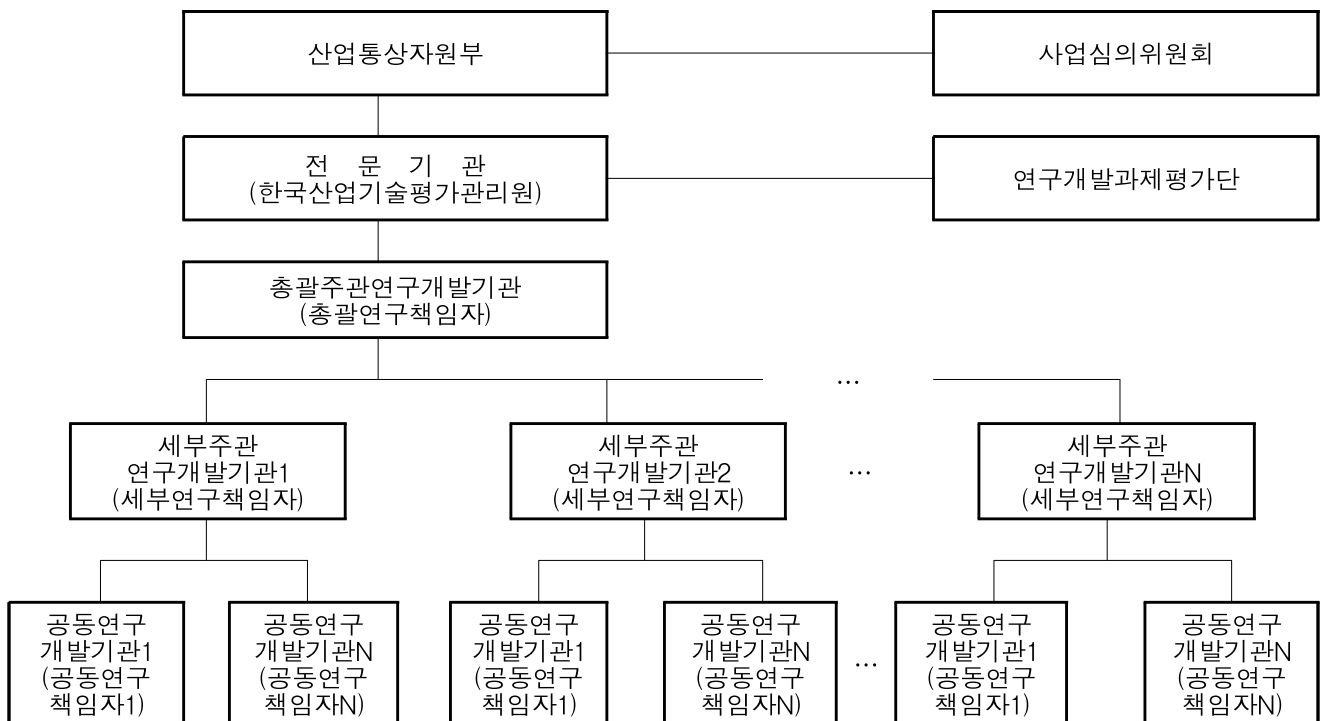 산업통상자원부
사업심의위원회
전 문 기 관
(한국산업기술평가관리원)
연구개발과제평가단
총괄주관연구개발기관
(총괄연구책임자)
...
세부주관
연구개발기관1
(세부연구책임자)
세부주관
연구개발기관2
(세부연구책임자)
...
세부주관
연구개발기관N
(세부연구책임자)
공동연구
개발기관1
(공동연구
책임자1)
공동연구
개발기관N
(공동연구
책임자N)
공동연구
개발기관1
(공동연구
책임자1)
공동연구
개발기관N
(공동연구
책임자N)
...
공동연구
개발기관1
(공동연구
책임자1)
공동연구
개발기관N
(공동연구
책임자N)